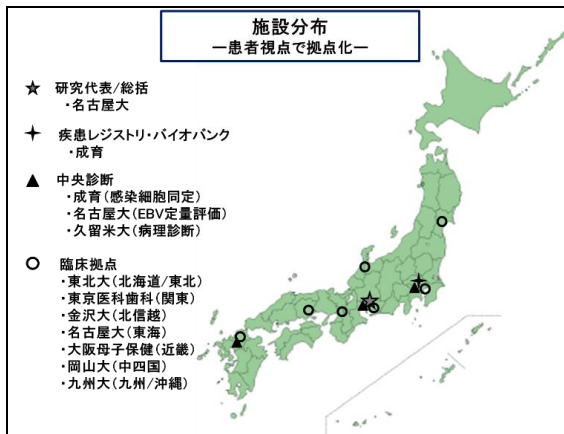 施設分布
ー患者視点で拠点化ー
研究代表/総括
・名古屋大
疾患レジストリ・バイオバンク
・成育
中央診断
・成育(感染細胞同定)
・名古屋大(EBV定量評価)
・久留米大(病理診断)
臨床拠点
・東北大(北海道/東北)
・東京医科歯科(関東)
・金沢大(北信越)
・名古屋大(東海)
・大阪母子保健(近畿)
・岡山大(中四国)
・九州大(九州/沖縄)